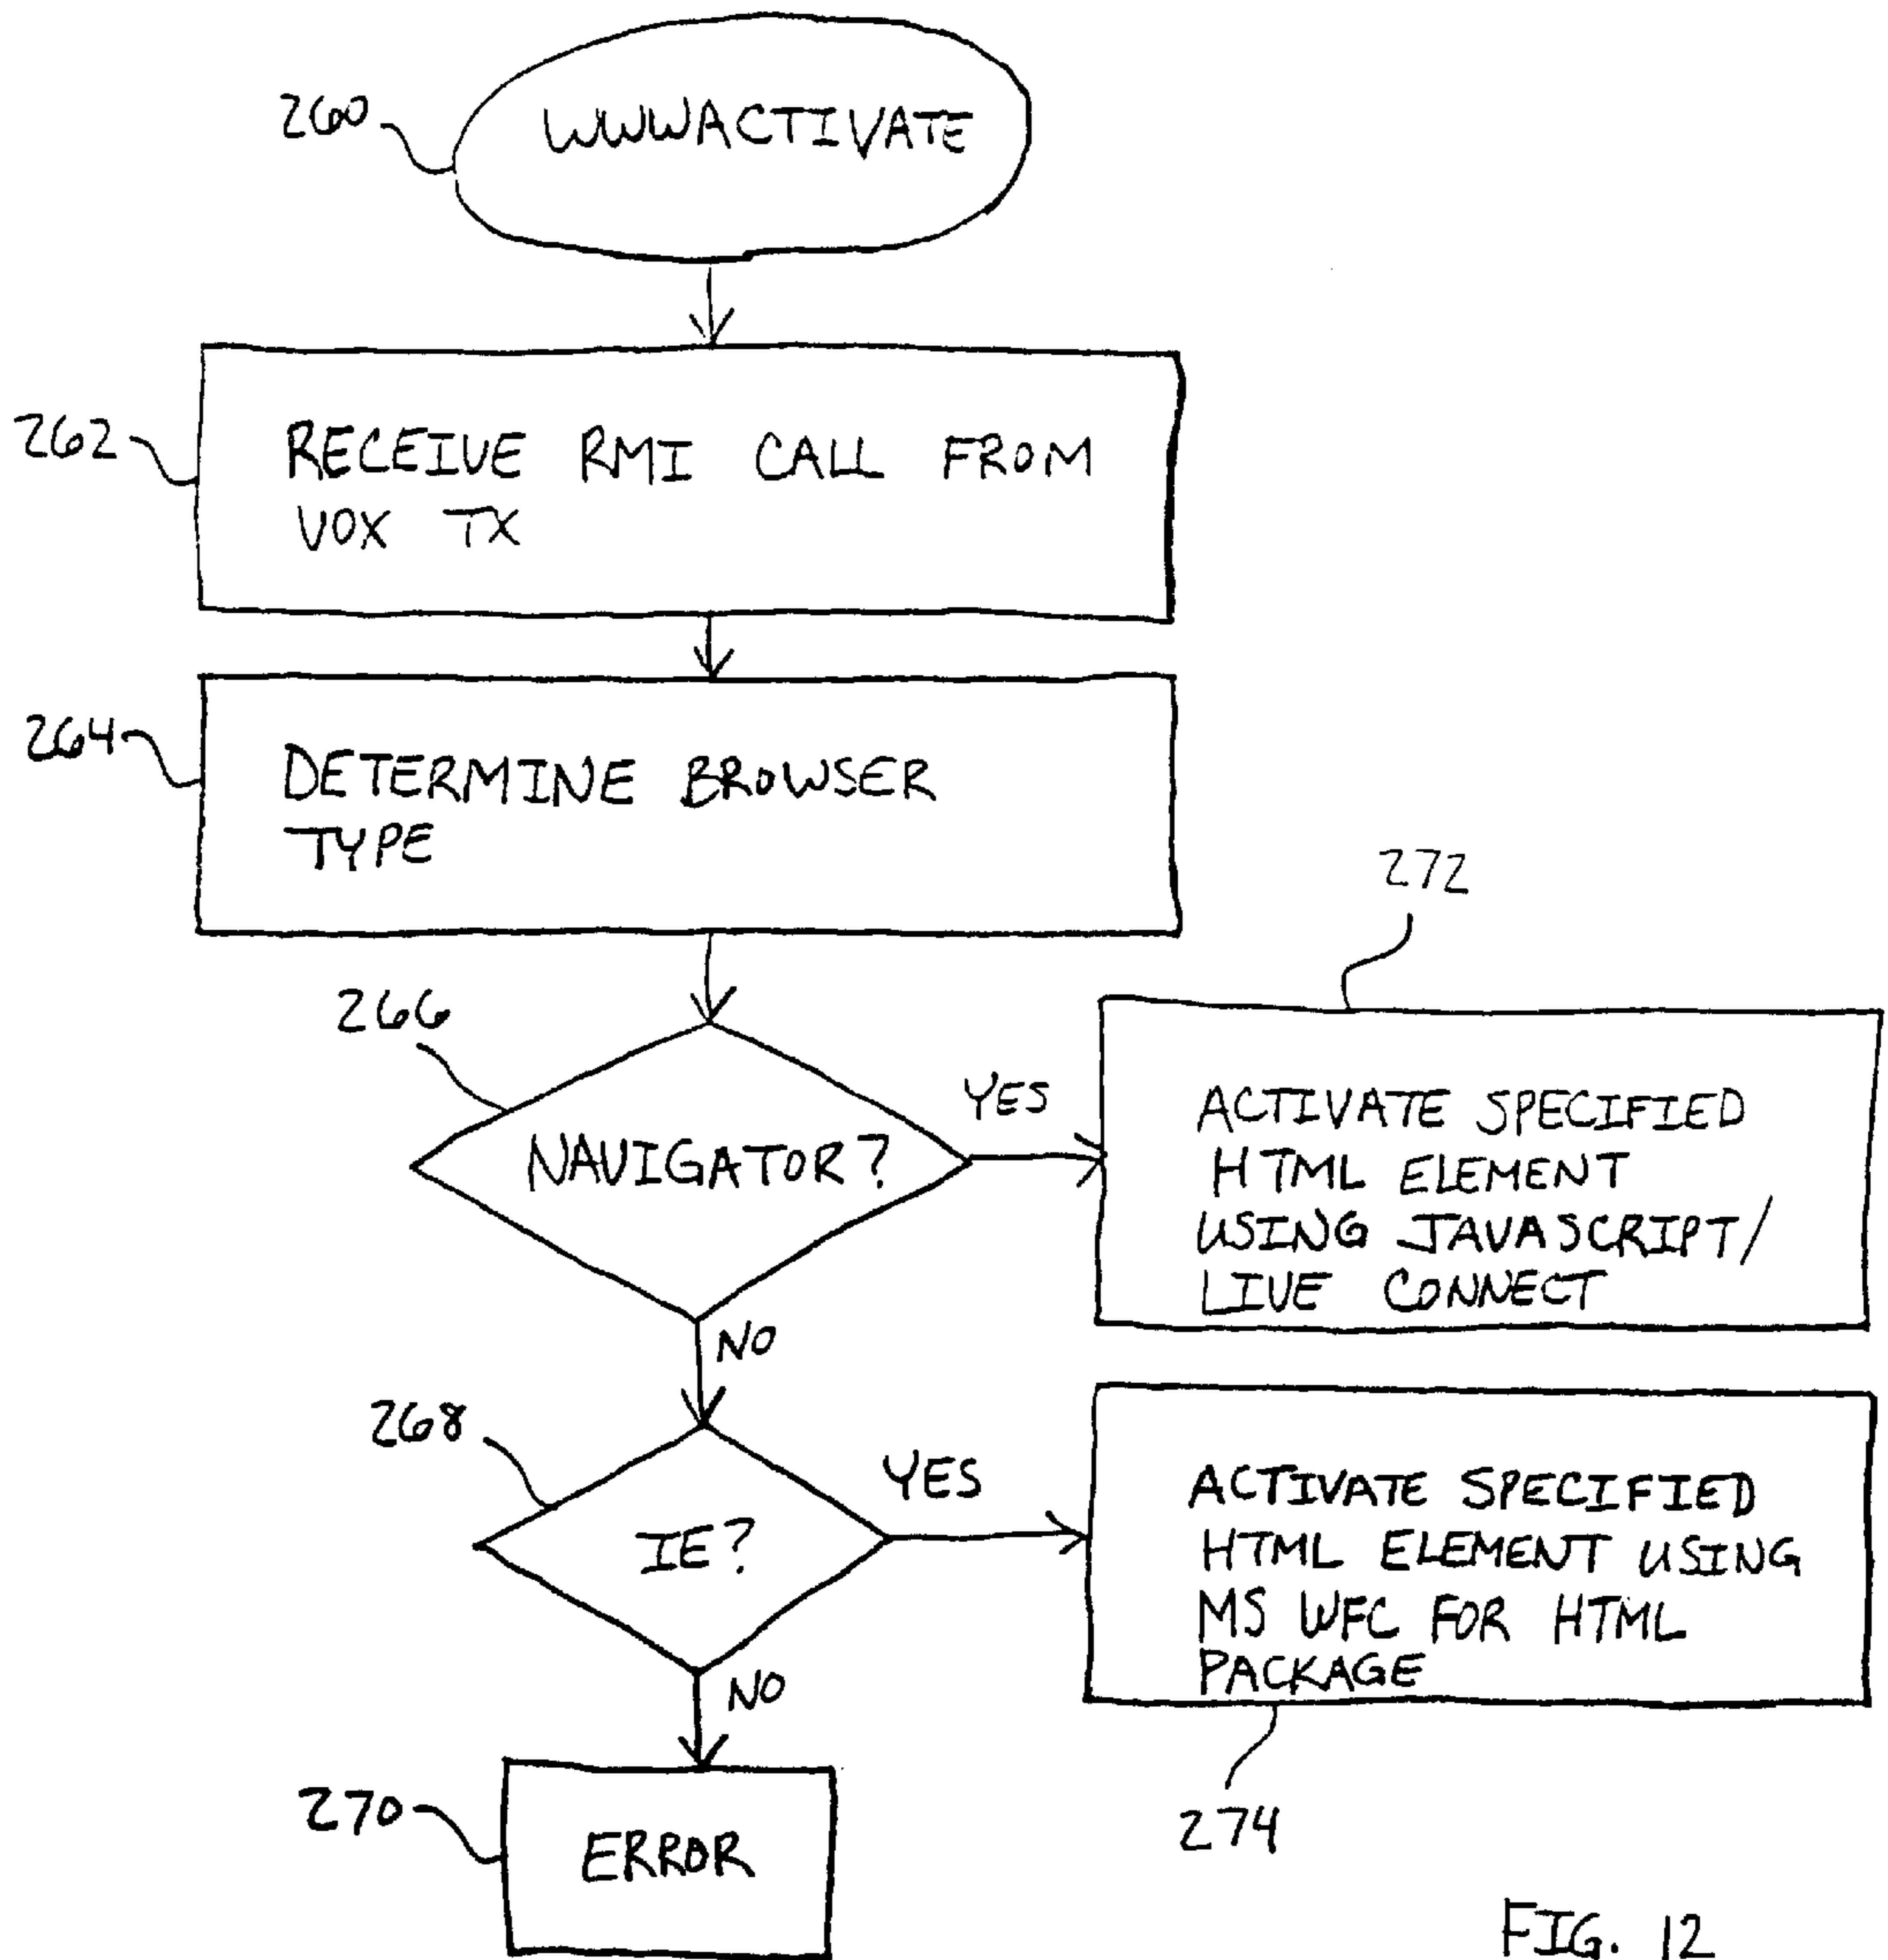 260
WWWACTIVATE
262
RECEIVE RMI CALL FROM
VOX TX
264
DETERMINE BROWSER
TYPE
272
266
NAVIGATOR?
YES
ACTIVATE SPECIFIED
HTML ELEMENT
USING JAVASCRIPT/
LIVE CONNECT
NO
268
IE?
YES
ACTIVATE SPECIFIED
HTML ELEMENT USING
MS WFC FOR HTML
PACKAGE
NO
270
ERROR
274
FIG. 12